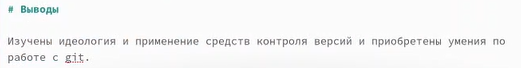 # Выводы
Изучены идеология и применение средств контроля версий и приобретены умения по
работе с git.